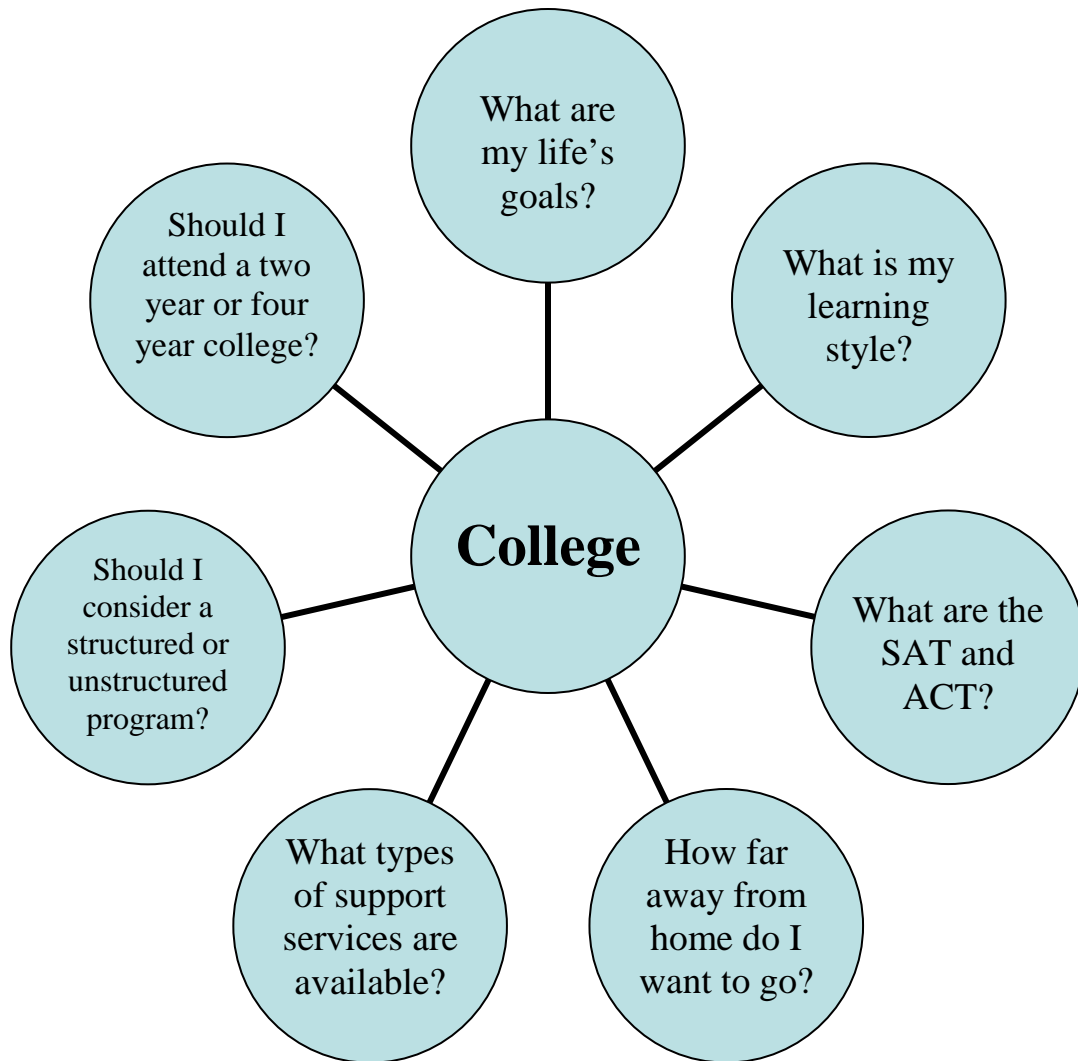 What are
my life’s
goals?
Should I
attend a two
year or four
year college?
What is my
learning
style?
College
Should I
consider a
structured or
unstructured
program?
What are the
SAT and
ACT?
What types
of support
services are
available?
How far
away from
home do I
want to go?